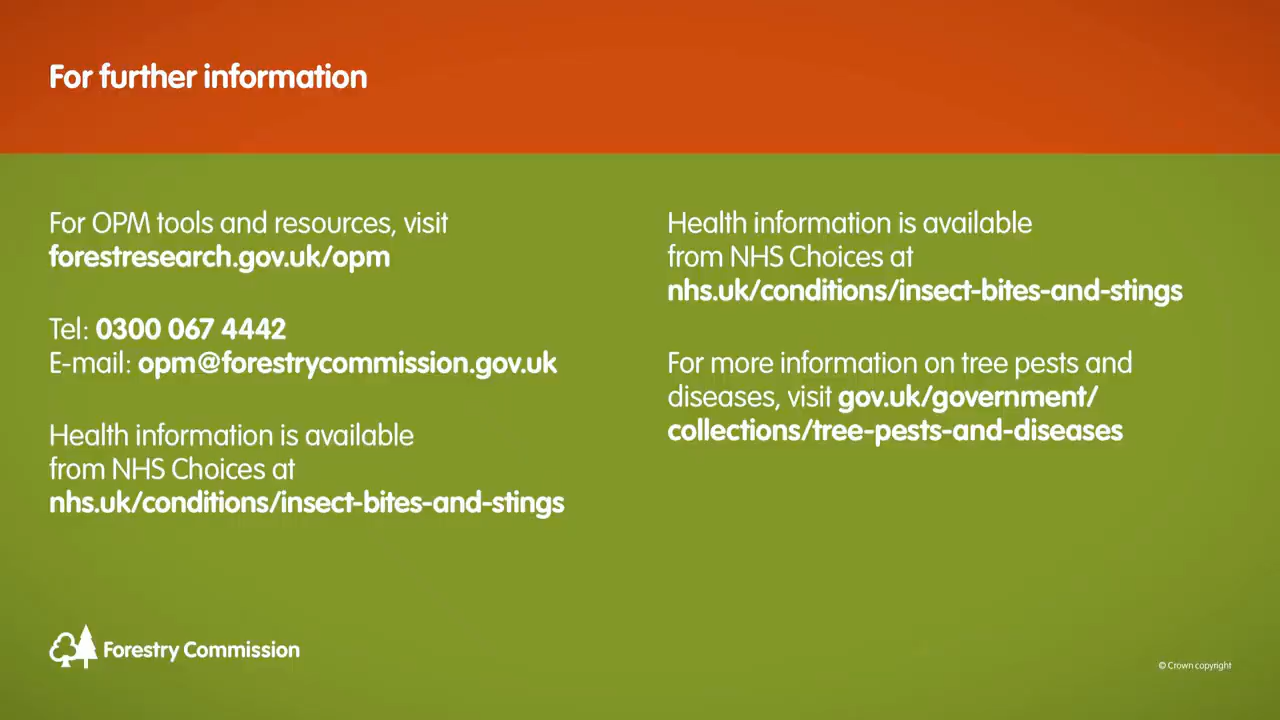 For further information
For OPM tools and resources, visit
forestresearch.gov.uk/opm
Tel: 0300 067 4442
E-mail: opm@forestrycommission.gov.uk
Health information is available
from NHS Choices at
nhs.uk/conditions/insect-bites-and-stings
Health information is available
from NHS Choices at
nhs.uk/conditions/insect-bites-and-stings
For more information on tree pests and
diseases, visit gov.uk/government/
collections/tree-pests-and-diseases
Forestry Commission
© Crown copyright